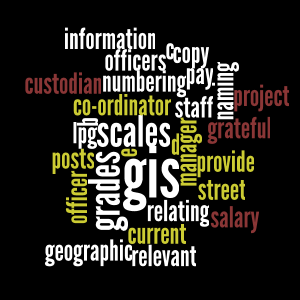 information
officers
c
copy
custodian
numbering
pay
naming
project
co-ordinator
staff
lpg
b
scales
d
grateful
e
manager
posts
gis
provide
officer
grades
street
relating
salary
current
geographic
relevant